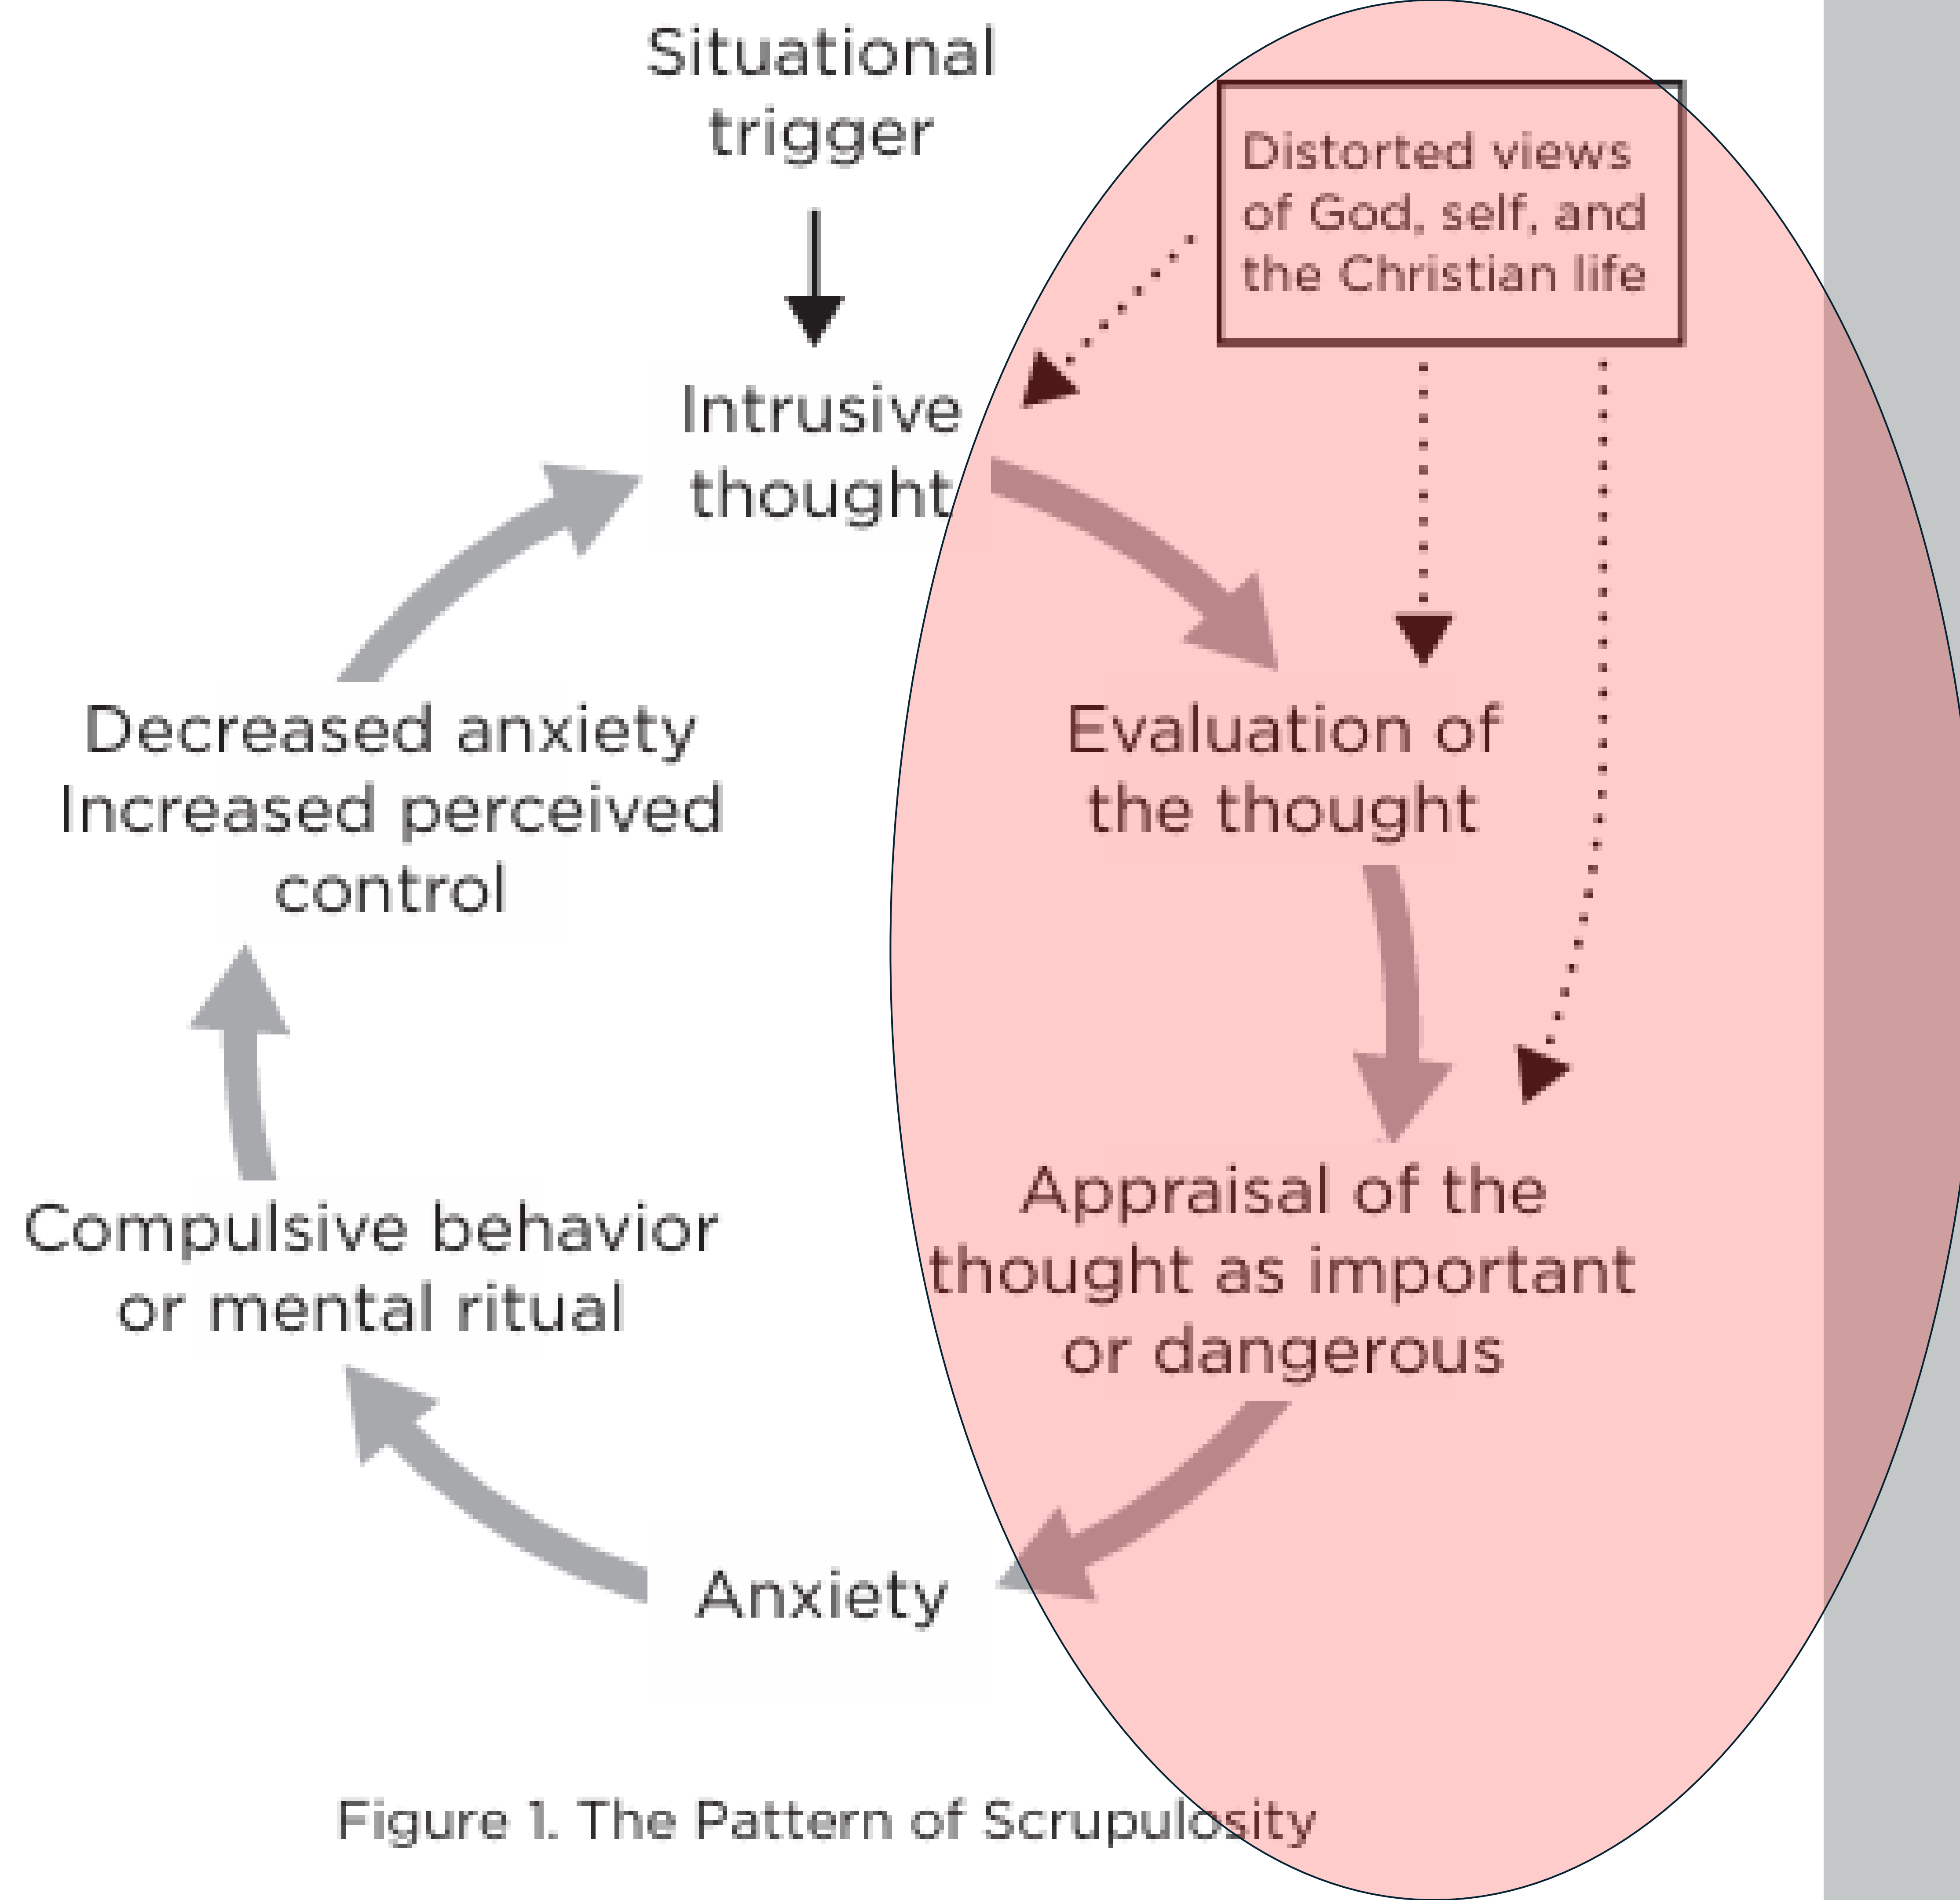 Situational
trigger
Distorted views
of God, self, and
the Christian life
Intrusive
thought
Evaluation of
the thought
Appraisal of the
thought as important
or dangerous
Anxiety
Compulsive behavior
or mental ritual
Decreased anxiety
Increased perceived
control
Figure 1. The Pattern of Scrupulosity